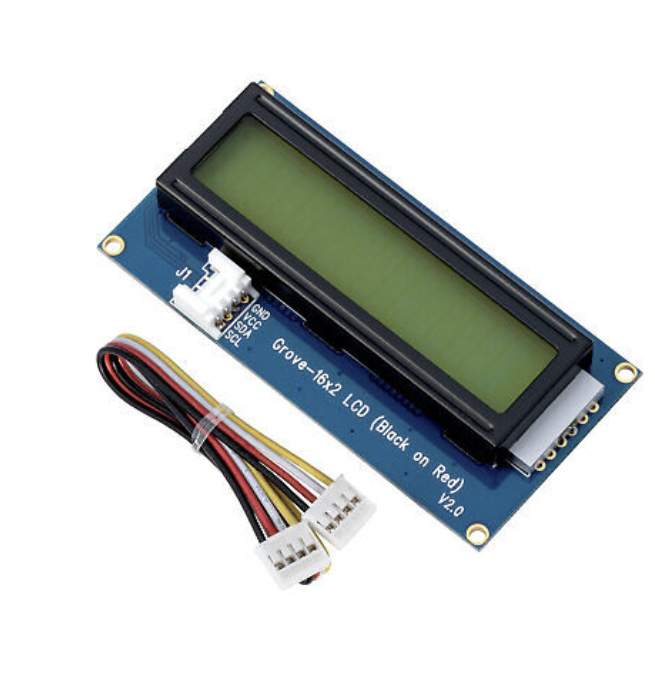 J1
GND
VCC
SDA
SCL
Grove-16x2 LCD (Black on Red)
V2.0